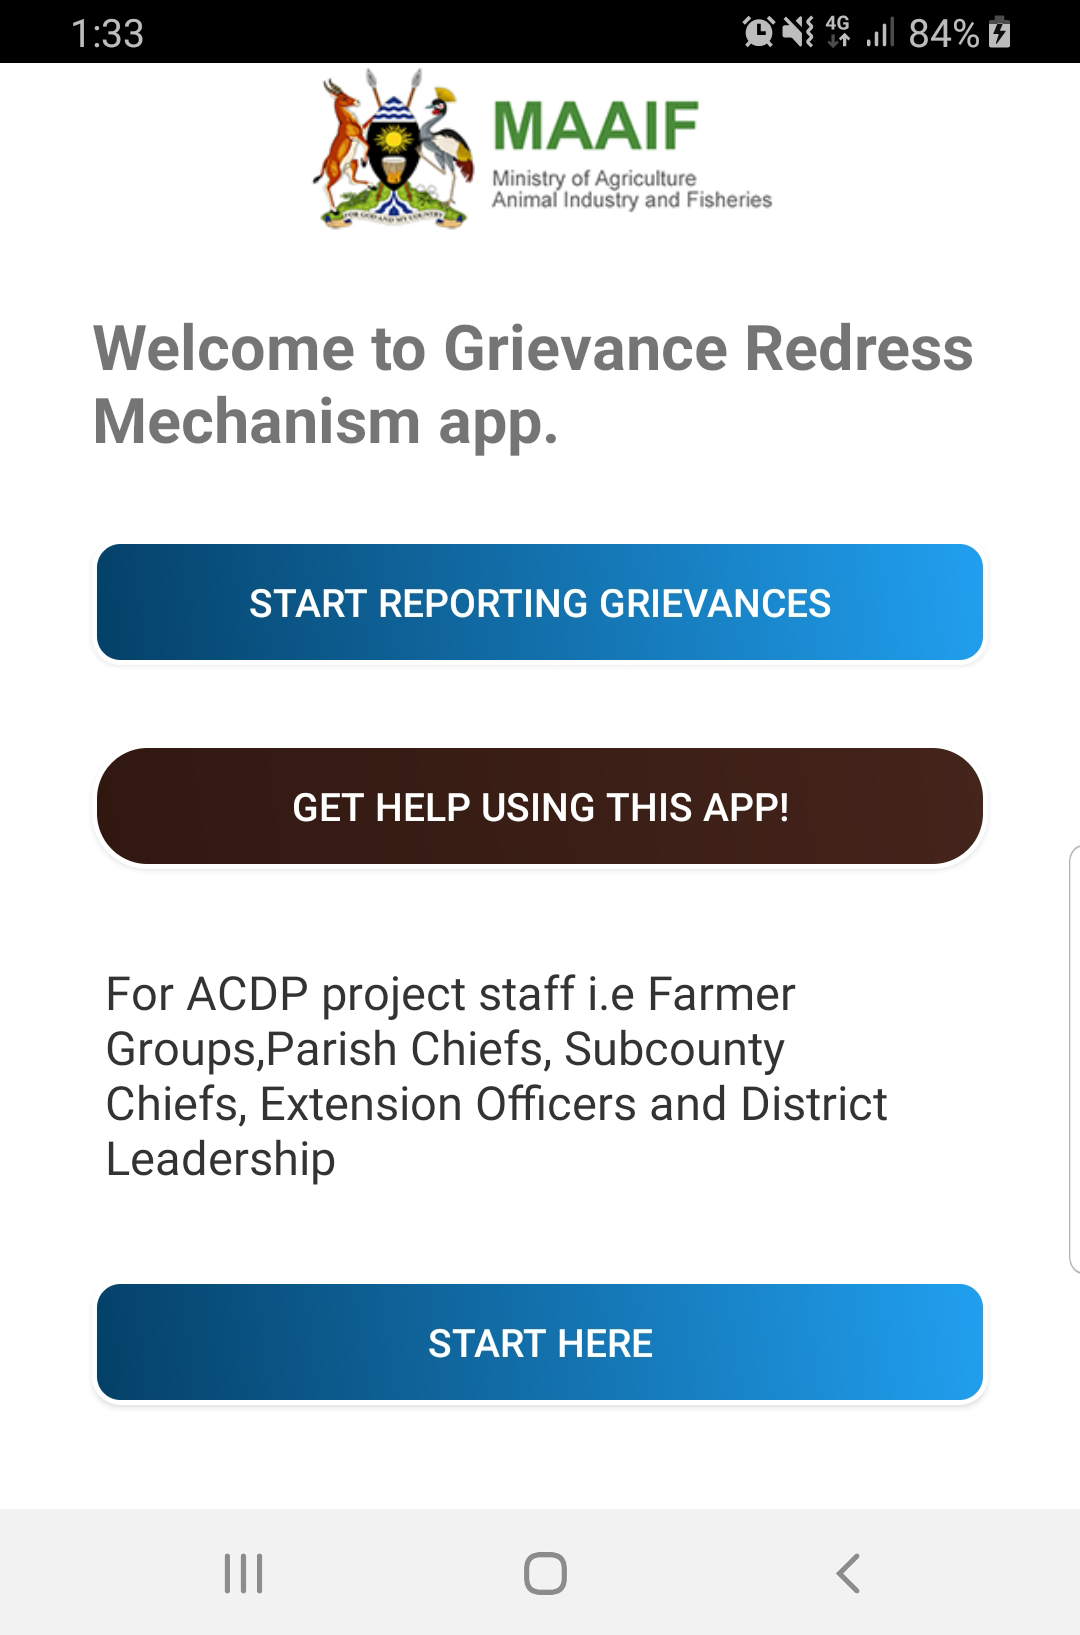 1:33
4G
84%
MAAIF
Ministry of Agriculture
Animal Industry and Fisheries
FOR GOD AND MY COUNTRY
Welcome to Grievance Redress
Mechanism app.
START REPORTING GRIEVANCES
GET HELP USING THIS APP!
For ACDP project staff i.e Farmer
Groups,Parish Chiefs, Subcounty
Chiefs, Extension Officers and District
Leadership
START HERE